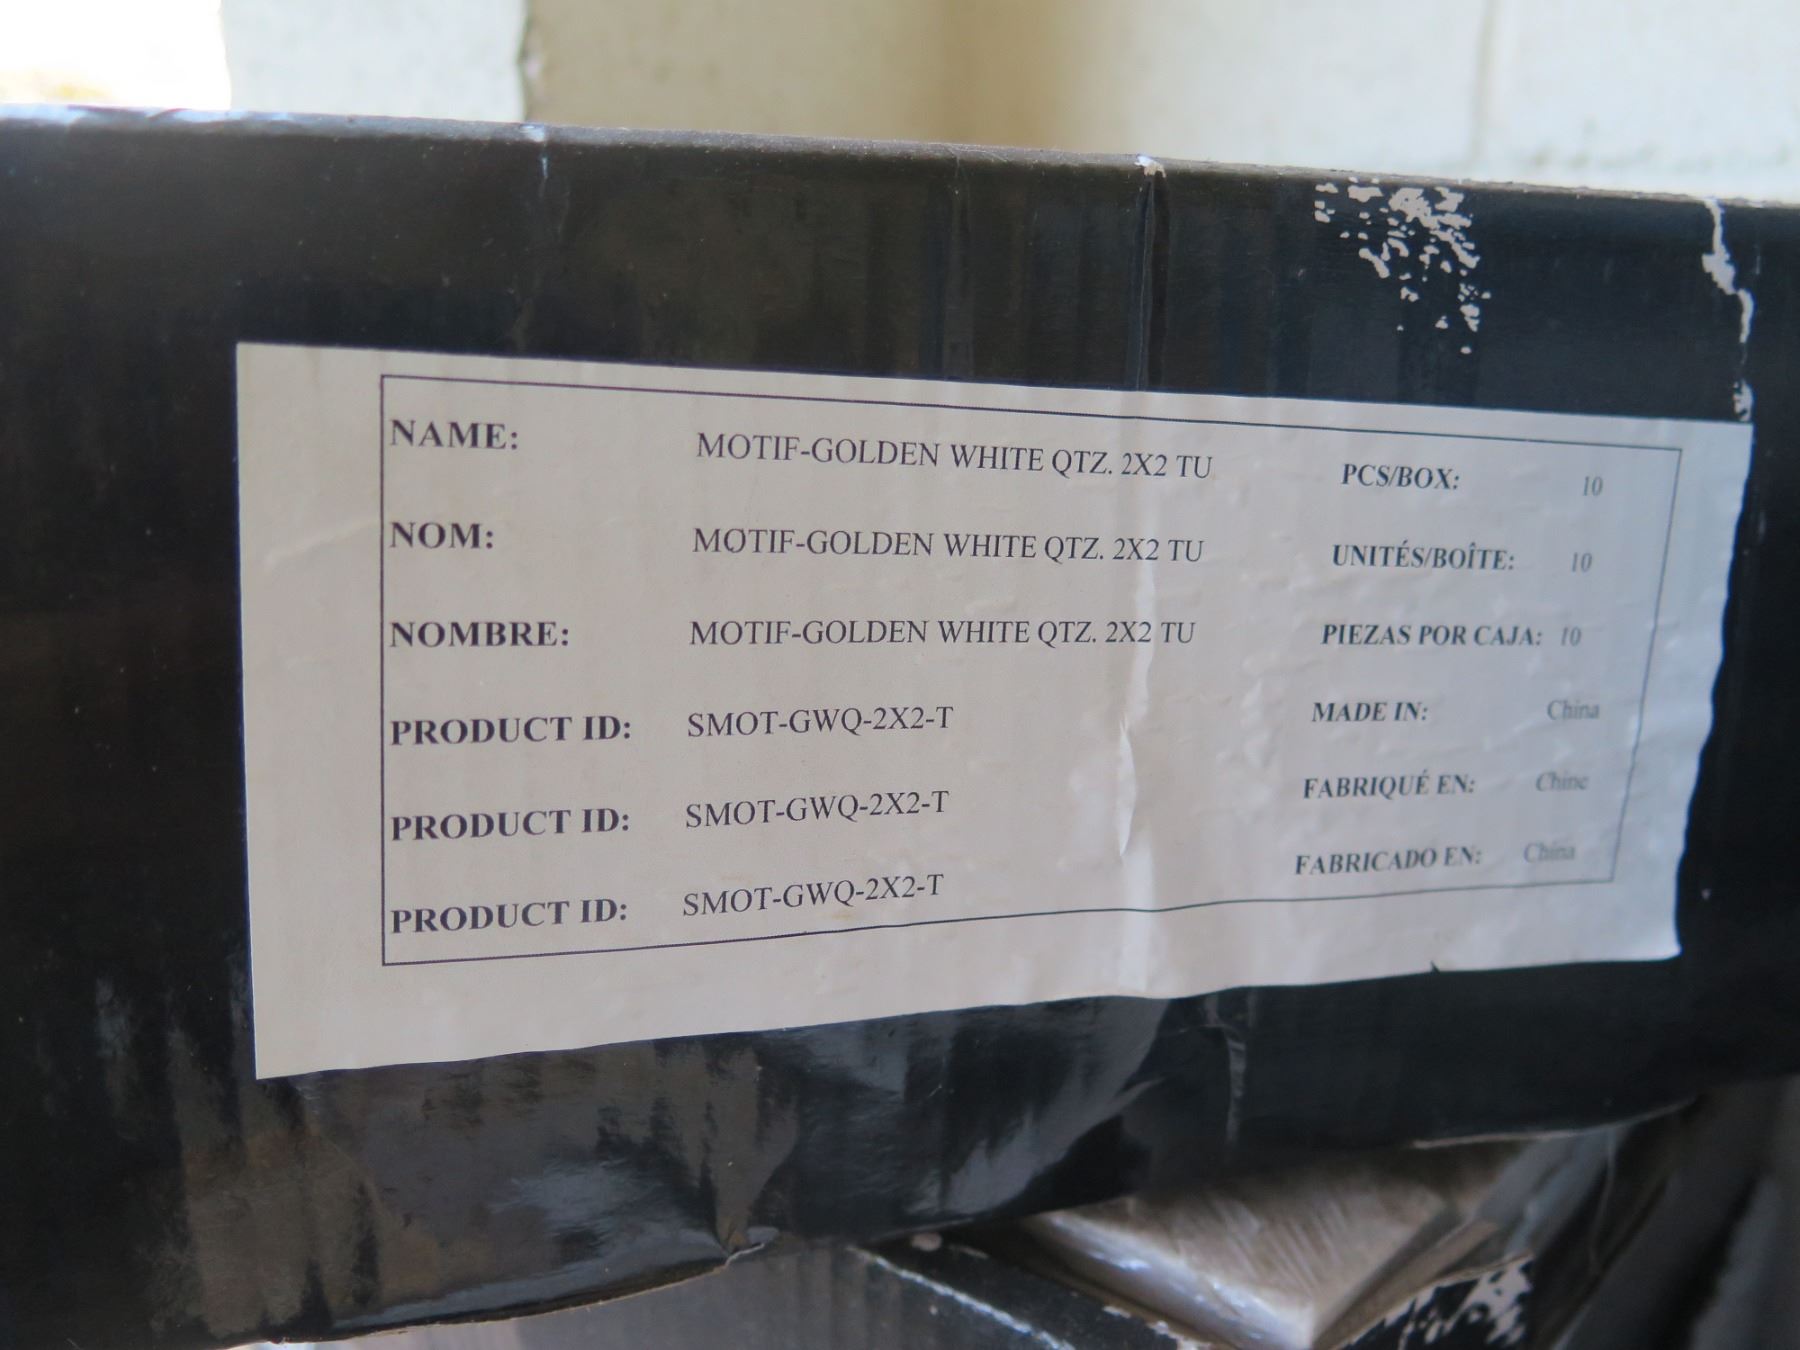 NAME: MOTIF-GOLDEN WHITE QTZ. 2X2 TU PCS/BOX: 10
NOM: MOTIF-GOLDEN WHITE QTZ. 2X2 TU UNITÉS/BOÎTE: 10
NOMBRE: MOTIF-GOLDEN WHITE QTZ. 2X2 TU PIEZAS POR CAJA: 10
PRODUCT ID: SMOT-GWQ-2X2-T MADE IN: China
PRODUCT ID: SMOT-GWQ-2X2-T FABRIQUÉ EN: Chine
PRODUCT ID: SMOT-GWQ-2X2-T FABRICADO EN: China